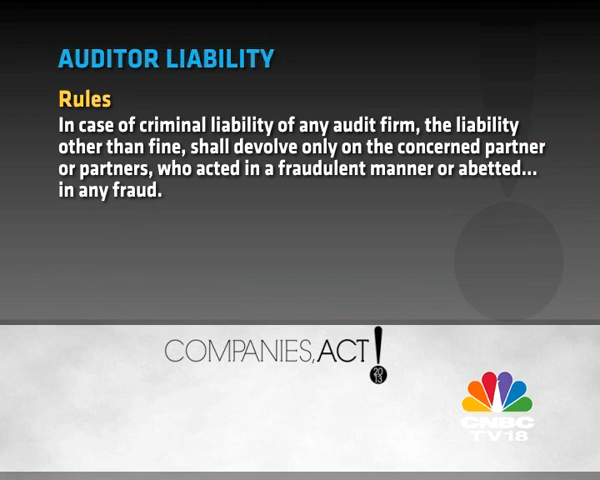 AUDITOR LIABILITY
Rules
In case of criminal liability of any audit firm, the liability
other than fine, shall devolve only on the concerned partner
or partners, who acted in a fraudulent manner or abetted...
in any fraud.
COMPANIES, ACT!
2013
CNBC
TV18